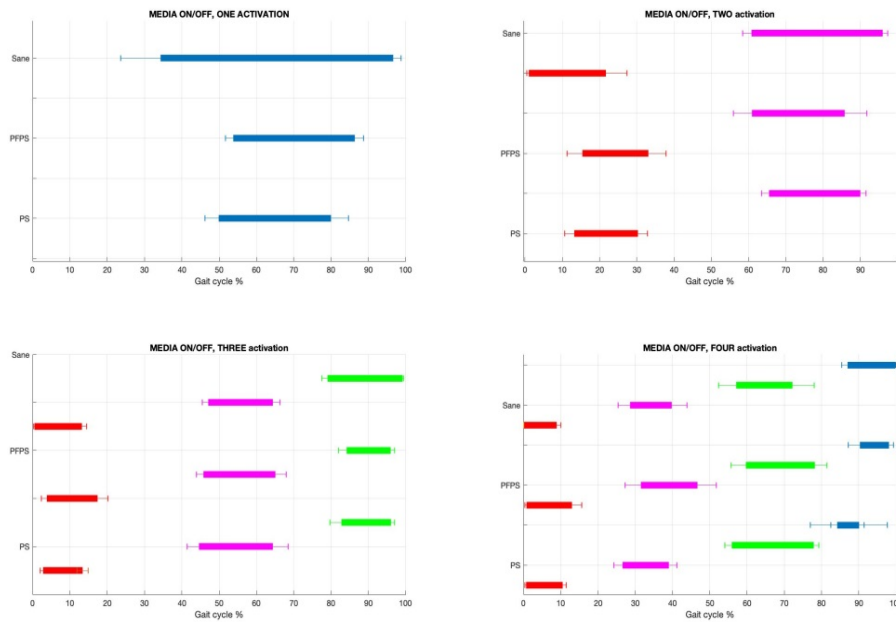 MEDIA ON/OFF, ONE ACTIVATION
Sane
PFPS
PS
0 10 20 30 40 50 60 70 80 90 100
Gait cycle %
MEDIA ON/OFF, TWO activation
Sane
PFPS
PS
0 10 20 30 40 50 60 70 80 90
Gait cycle %
MEDIA ON/OFF, THREE activation
Sane
PFPS
PS
0 10 20 30 40 50 60 70 80 90 100
Gait cycle %
MEDIA ON/OFF, FOUR activation
Sane
PFPS
PS
0 10 20 30 40 50 60 70 80 90 100
Gait cycle %